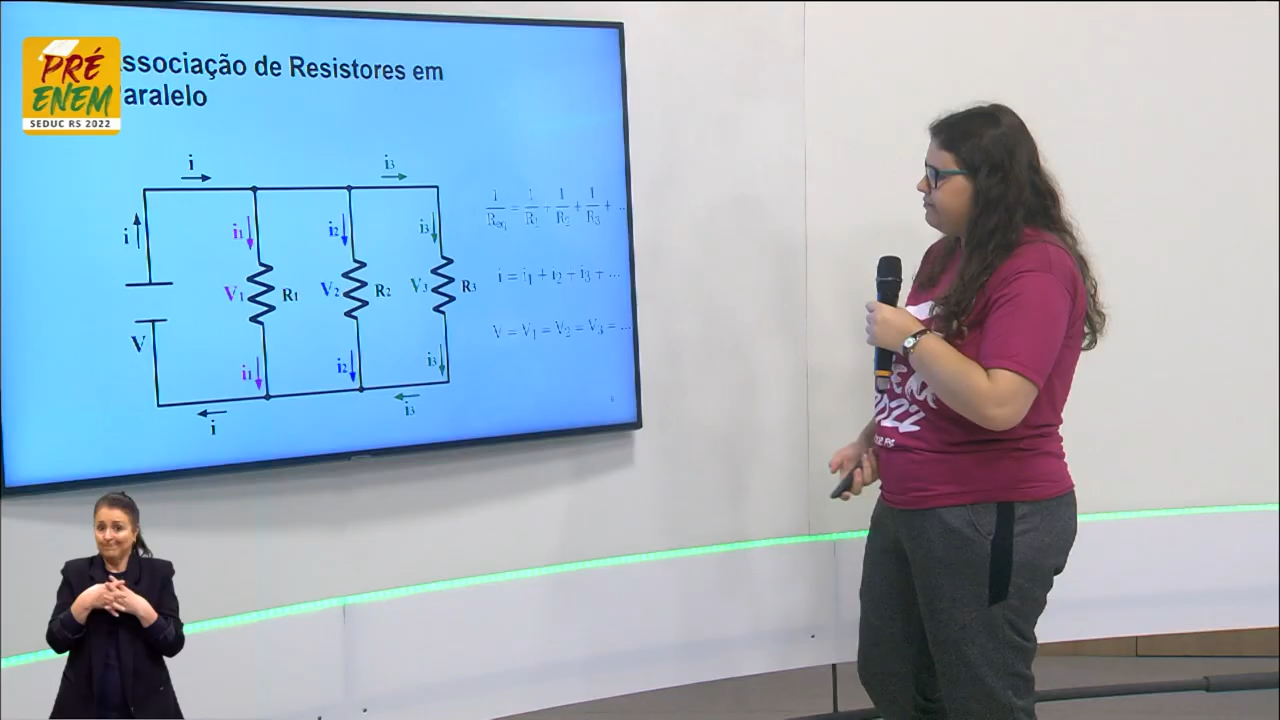 PRÉ
ENEM
SEDUC RS 2022
ssociação de Resistores em
aralelo
i
i3
i
i1
i2
i3
V1
R1
V2
R2
V3
R3
V
i1
i2
i3
i
i3
1/Req = 1/R1 + 1/R2 + 1/R3 + ...
i = i1 + i2 + i3 + ...
V = V1 = V2 = V3 = ...
2022